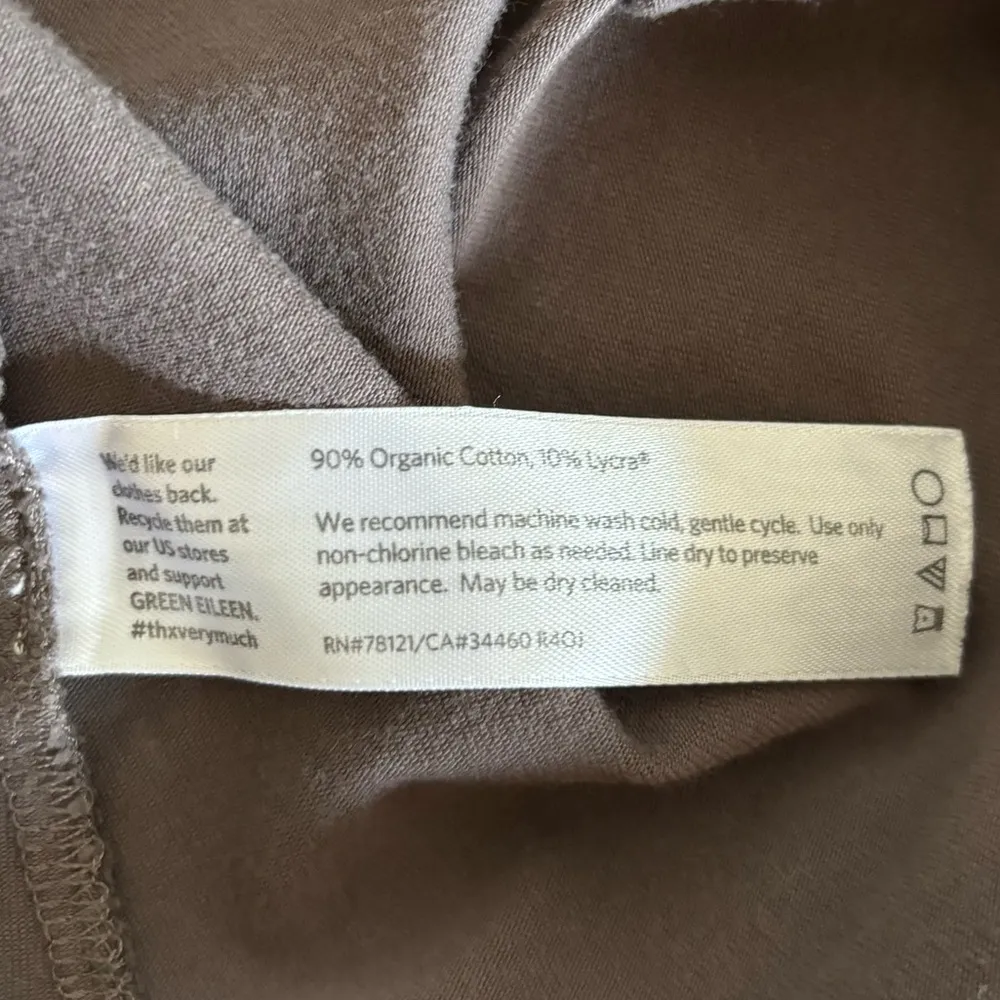 We'd like our
clothes back.
Recycle them at
our US stores
and support
GREEN EILEEN.
#thxverymuch
90% Organic Cotton, 10% Lycra®
We recommend machine wash cold, gentle cycle. Use only
non-chlorine bleach as needed. Line dry to preserve
appearance. May be dry cleaned.
RN#78121/CA#34460